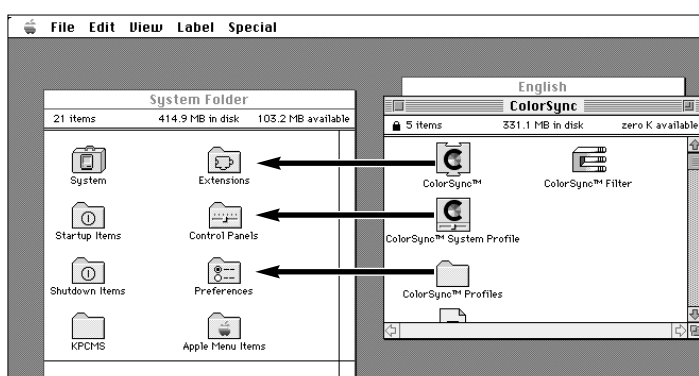 File Edit View Label Special
System Folder
21 items 414.9 MB in disk 103.2 MB available
System Extensions
Startup Items Control Panels
Shutdown Items Preferences
KPCMS Apple Menu Items
English
ColorSync
5 items 331.1 MB in disk zero K available
ColorSync™ ColorSync™ Filter
ColorSync™ System Profile
ColorSync™ Profiles